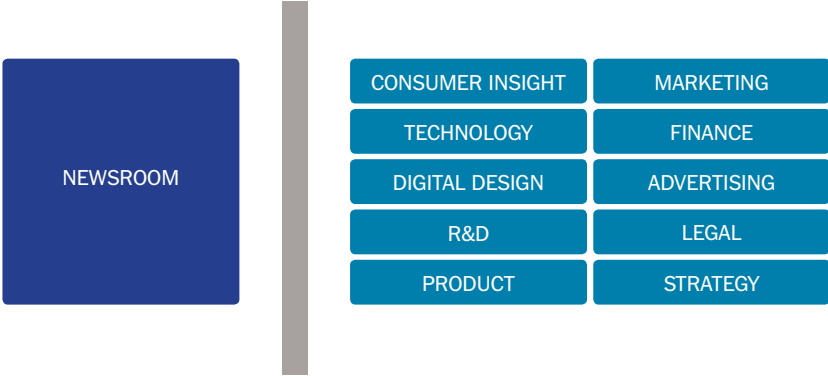 NEWSROOM
CONSUMER INSIGHT
TECHNOLOGY
DIGITAL DESIGN
R&D
PRODUCT
MARKETING
FINANCE
ADVERTISING
LEGAL
STRATEGY